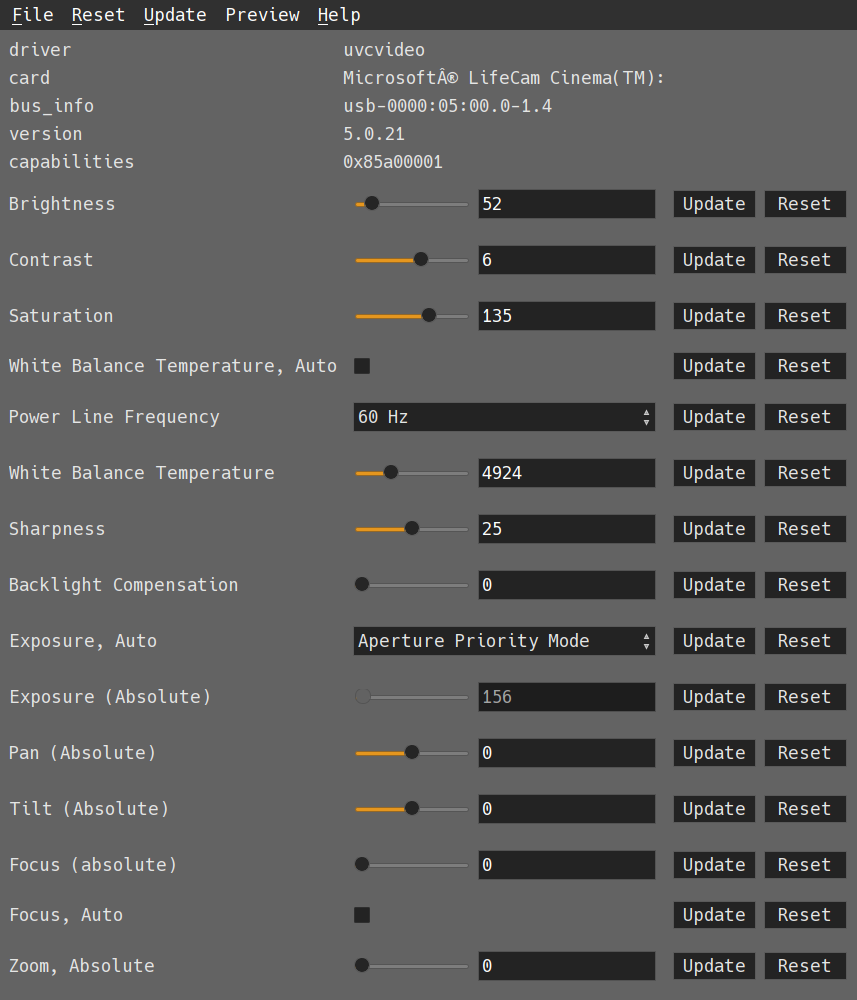 File Reset Update Preview Help
driver uvcvideo
card MicrosoftÂ® LifeCam Cinema(TM):
bus_info usb-0000:05:00.0-1.4
version 5.0.21
capabilities 0x85a00001
Brightness 52 Update Reset
Contrast 6 Update Reset
Saturation 135 Update Reset
White Balance Temperature, Auto Update Reset
Power Line Frequency 60 Hz Update Reset
White Balance Temperature 4924 Update Reset
Sharpness 25 Update Reset
Backlight Compensation 0 Update Reset
Exposure, Auto Aperture Priority Mode Update Reset
Exposure (Absolute) 156 Update Reset
Pan (Absolute) 0 Update Reset
Tilt (Absolute) 0 Update Reset
Focus (absolute) 0 Update Reset
Focus, Auto Update Reset
Zoom, Absolute 0 Update Reset